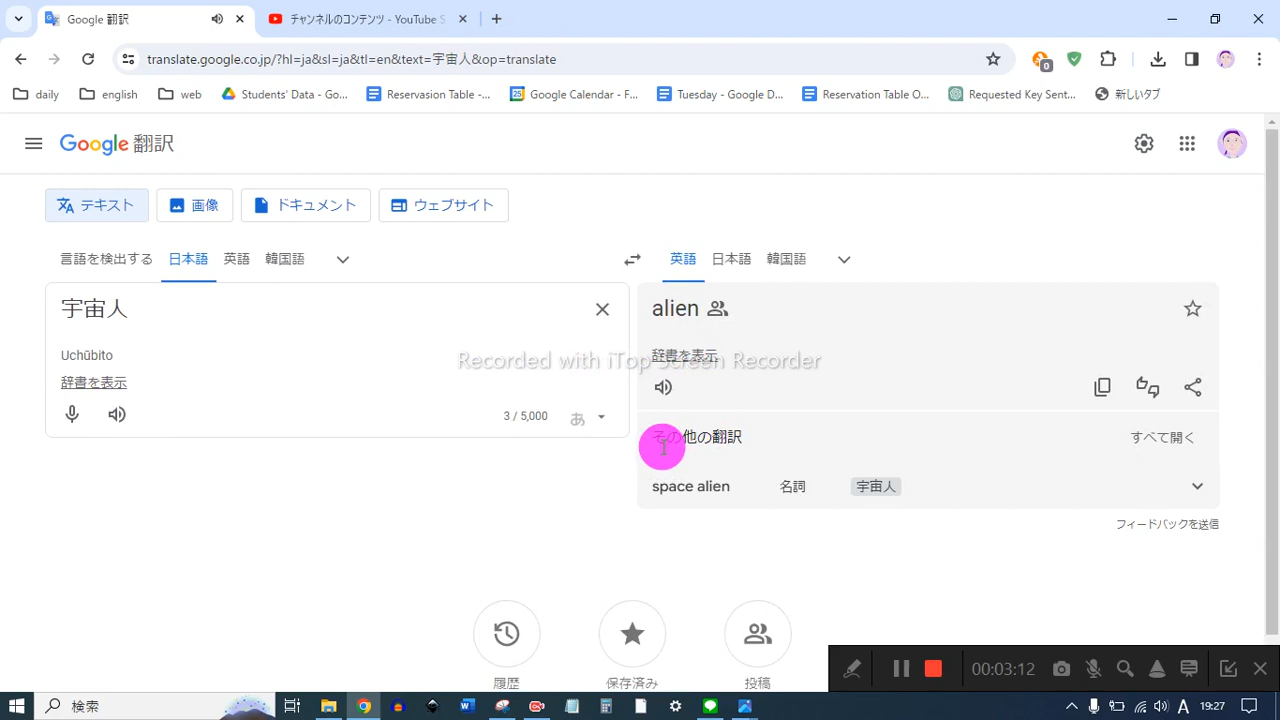 Google 翻訳
チャンネルのコンテンツ - YouTube S
translate.google.co.jp/?hl=ja&sl=ja&tl=en&text=宇宙人&op=translate
0
daily
english
web
Students' Data - Go...
Reservasion Table -...
Google Calendar - F...
Tuesday - Google D...
Reservation Table O...
Requested Key Sent...
新しいタブ
Google 翻訳
テキスト
画像
ドキュメント
ウェブサイト
言語を検出する
日本語
英語
韓国語
英語
日本語
韓国語
宇宙人
alien
Uchūbito
辞書を表示
Recorded with iTop Screen Recorder
辞書を表示
3 / 5,000
あ
その他の翻訳
すべて開く
space alien
名詞
宇宙人
フィードバックを送信
履歴
保存済み
投稿
00:03:12
検索
A
19:27